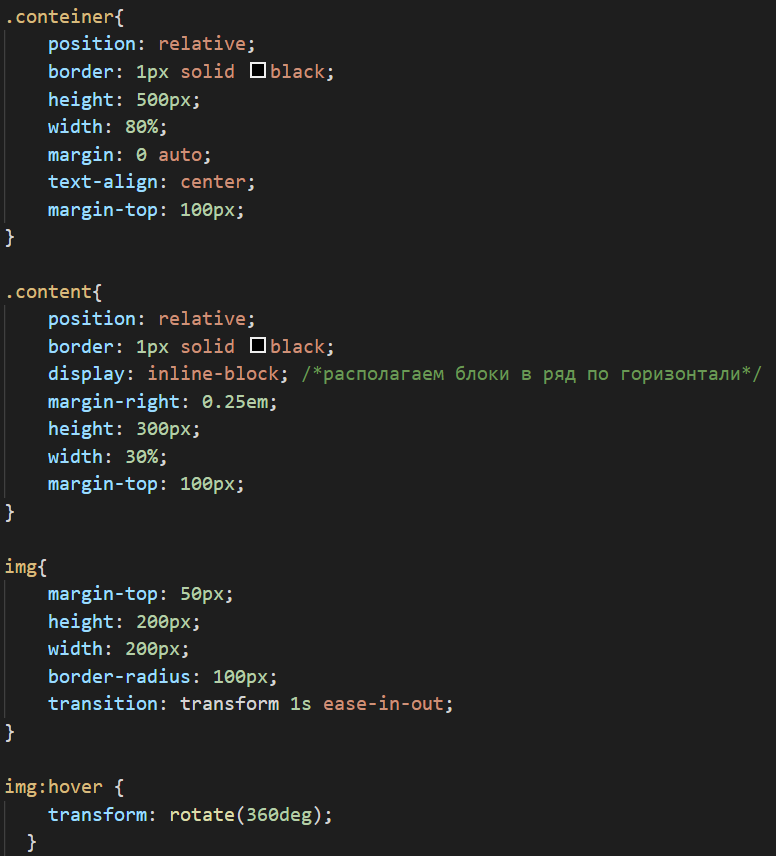 .conteiner{
    position: relative;
    border: 1px solid black;
    height: 500px;
    width: 80%;
    margin: 0 auto;
    text-align: center;
    margin-top: 100px;
}

.content{
    position: relative;
    border: 1px solid black;
    display: inline-block; /*располагаем блоки в ряд по горизонтали*/
    margin-right: 0.25em;
    height: 300px;
    width: 30%;
    margin-top: 100px;
}

img{
    margin-top: 50px;
    height: 200px;
    width: 200px;
    border-radius: 100px;
    transition: transform 1s ease-in-out;
}

img:hover {
    transform: rotate(360deg);
  }